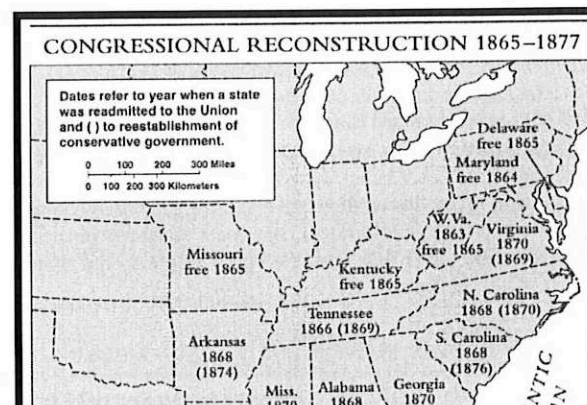 CONGRESSIONAL RECONSTRUCTION 1865–1877
Dates refer to year when a state
was readmitted to the Union
and ( ) to reestablishment of
conservative government.
0 100 200 300 Miles
0 100 200 300 Kilometers
Delaware
free 1865
Maryland
free 1864
W. Va.
1863
free 1865
Virginia
1870
(1869)
Missouri
free 1865
Kentucky
free 1865
N. Carolina
1868 (1870)
Tennessee
1866 (1869)
S. Carolina
1868
(1876)
Arkansas
1868
(1874)
Miss.
1870
Alabama
1868
Georgia
1870